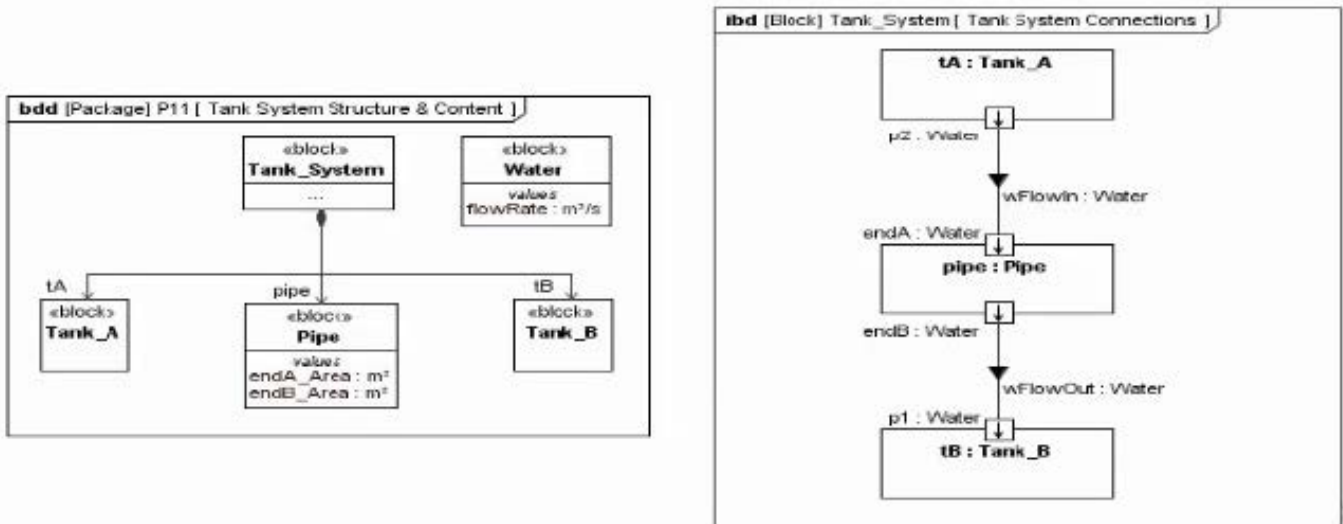 bdd [Package] P11 [ Tank System Structure & Content ]
«block»
Tank_System
...
«block»
Water
values
flowRate : m³/s
tA
pipe
tB
«block»
Tank_A
«block»
Pipe
values
endA_Area : m²
endB_Area : m²
«block»
Tank_B
ibd [Block] Tank_System [ Tank System Connections ]
tA : Tank_A
p2 : Water
wFlowIn : Water
endA : Water
pipe : Pipe
endB : Water
wFlowOut : Water
p1 : Water
tB : Tank_B